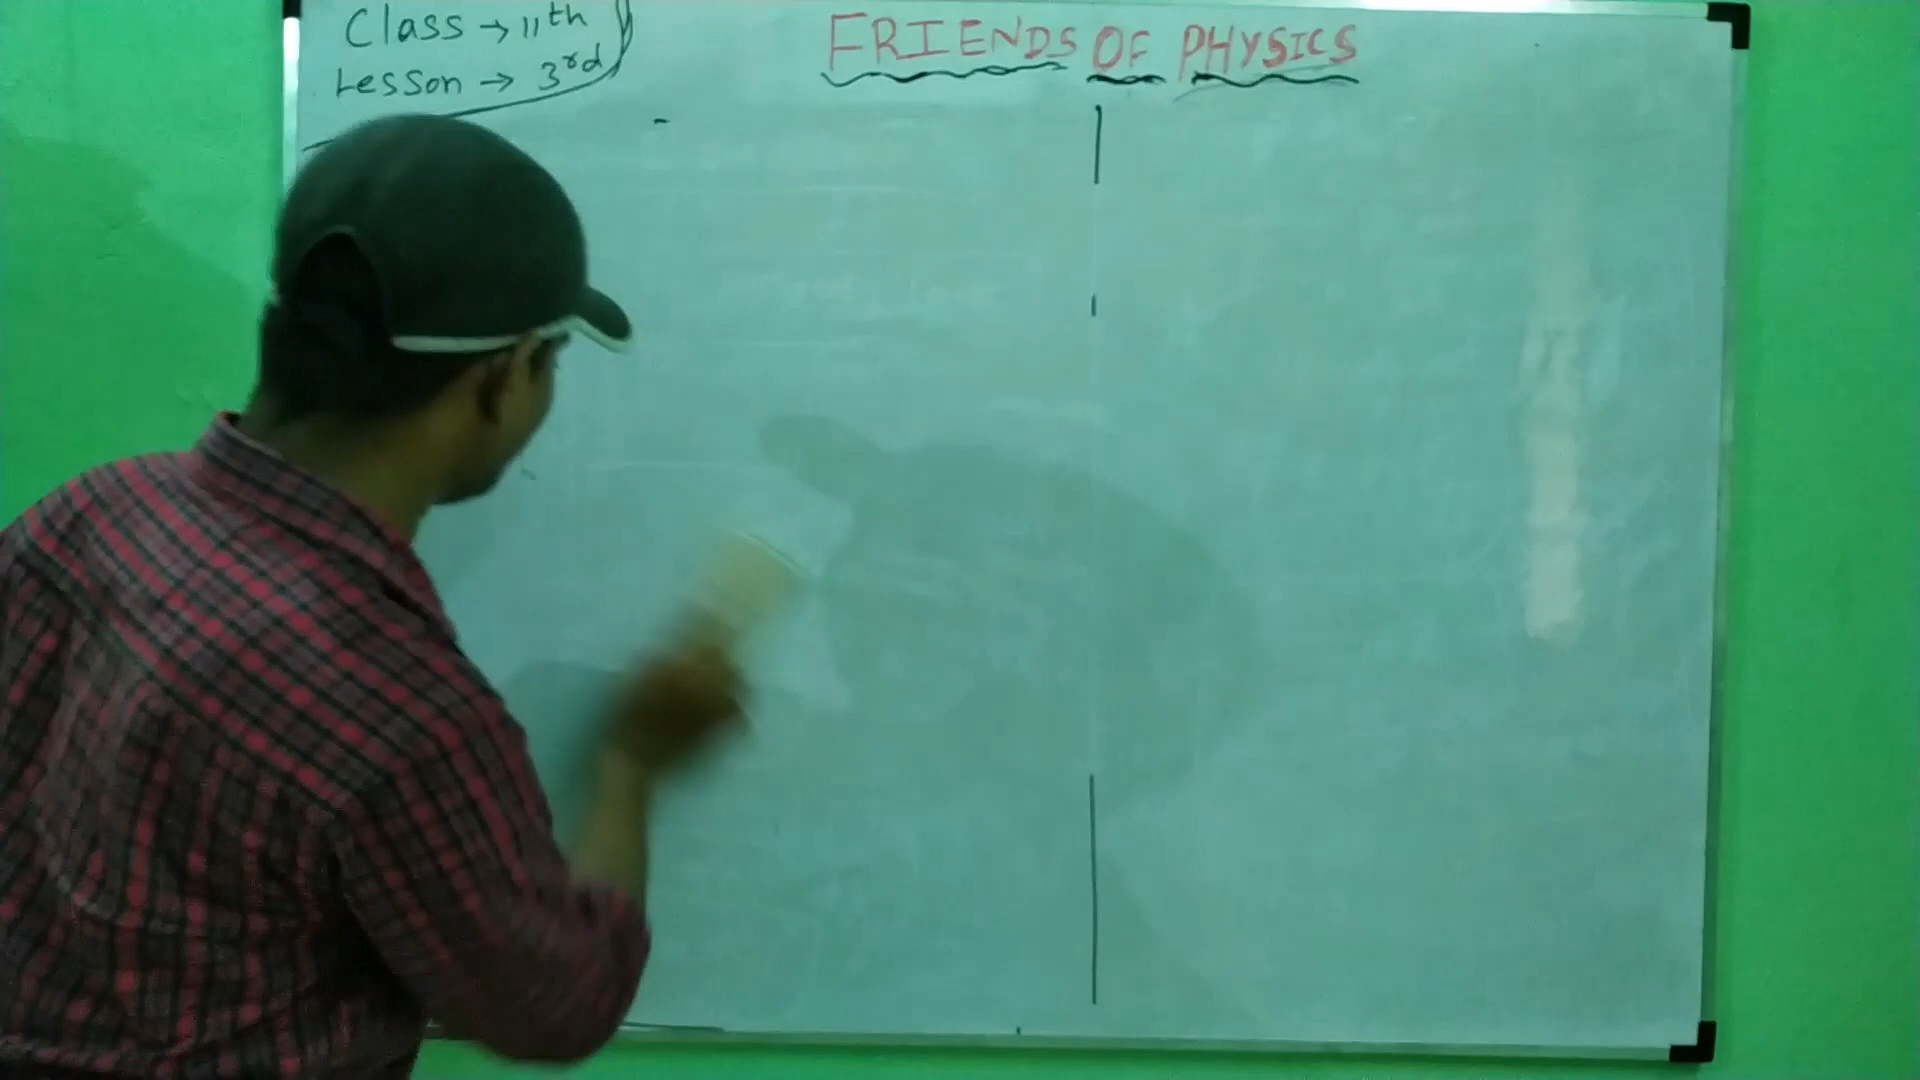 Class → 11th
Lesson → 3rd
FRIENDS OF PHYSICS